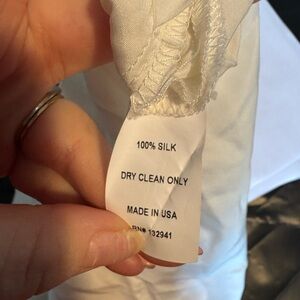 100% SILK
DRY CLEAN ONLY
MADE IN USA
RN# 132941